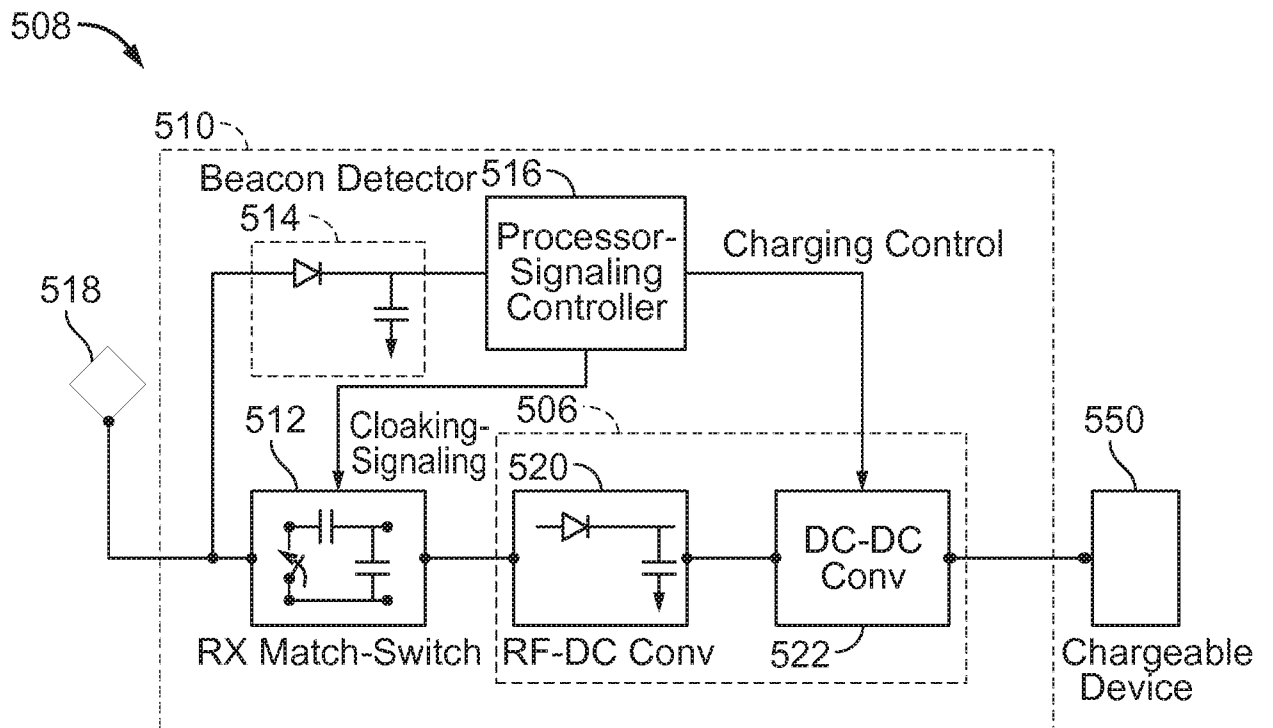 508
510
Beacon Detector
516
514
Processor-
Signaling
Controller
Charging Control
518
512
Cloaking-
Signaling
506
520
550
DC-DC
Conv
RX Match-Switch
RF-DC Conv
522
Chargeable
Device